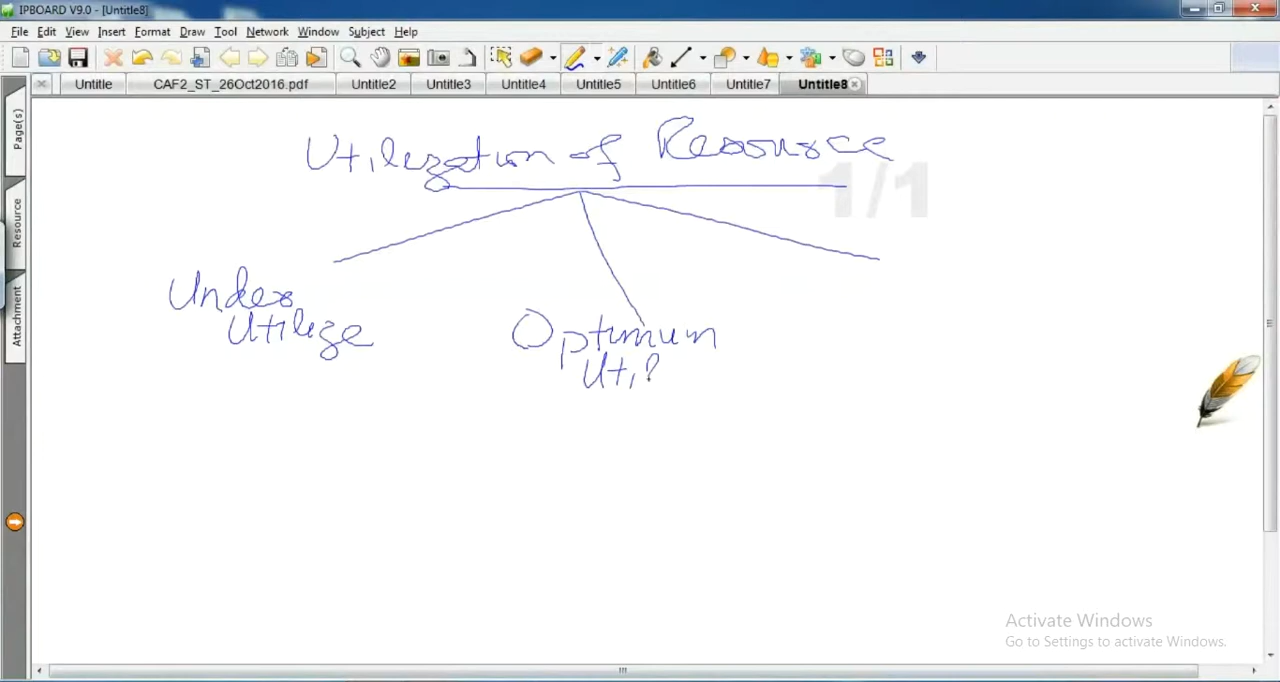 IPBOARD V9.0 - [Untitle8]
File Edit View Insert Format Draw Tool Network Window Subject Help
Untitle CAF2_ST_26Oct2016.pdf Untitle2 Untitle3 Untitle4 Untitle5 Untitle6 Untitle7 Untitle8
Page(s)
Resource
Attachment
Utilization of Resource
1/1
Under
Utilize
Optimum
Uti
Activate Windows
Go to Settings to activate Windows.